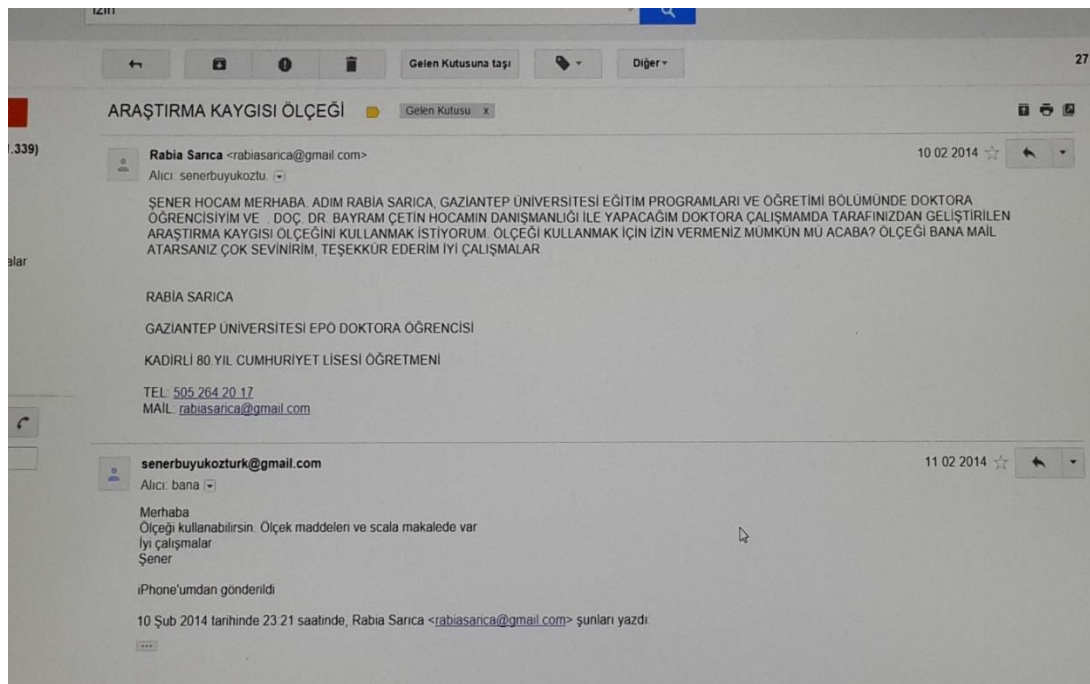 izin
Gelen Kutusuna taşı
Diğer
27
ARAŞTIRMA KAYGISI ÖLÇEĞİ
Gelen Kutusu x
.339)
Rabia Sarıca <rabiasarica@gmail.com>
10 02 2014
Alıcı: senerbuyukoztu.
ŞENER HOCAM MERHABA. ADIM RABİA SARICA, GAZİANTEP ÜNİVERSİTESİ EĞİTİM PROGRAMLARI VE ÖĞRETİMİ BÖLÜMÜNDE DOKTORA
ÖĞRENCİSİYİM VE . DOÇ. DR. BAYRAM ÇETİN HOCAMIN DANIŞMANLIĞI İLE YAPACAĞIM DOKTORA ÇALIŞMAMDA TARAFINIZDAN GELİŞTİRİLEN
ARAŞTIRMA KAYGISI ÖLÇEĞİNİ KULLANMAK İSTİYORUM. ÖLÇEĞİ KULLANMAK İÇİN İZİN VERMENİZ MÜMKÜN MÜ ACABA? ÖLÇEĞİ BANA MAİL
ATARSANIZ ÇOK SEVİNİRİM, TEŞEKKÜR EDERİM İYİ ÇALIŞMALAR
alar
RABİA SARICA
GAZİANTEP ÜNİVERSİTESİ EPÖ DOKTORA ÖĞRENCİSİ
KADİRLİ 80.YIL CUMHURİYET LİSESİ ÖĞRETMENİ
TEL: 505 264 20 17
MAİL: rabiasarica@gmail.com
senerbuyukozturk@gmail.com
11 02 2014
Alıcı: bana
Merhaba
Ölçeği kullanabilirsin. Ölçek maddeleri ve scala makalede var
İyi çalışmalar
Şener
iPhone'umdan gönderildi
10 Şub 2014 tarihinde 23:21 saatinde, Rabia Sarıca <rabiasarica@gmail.com> şunları yazdı: